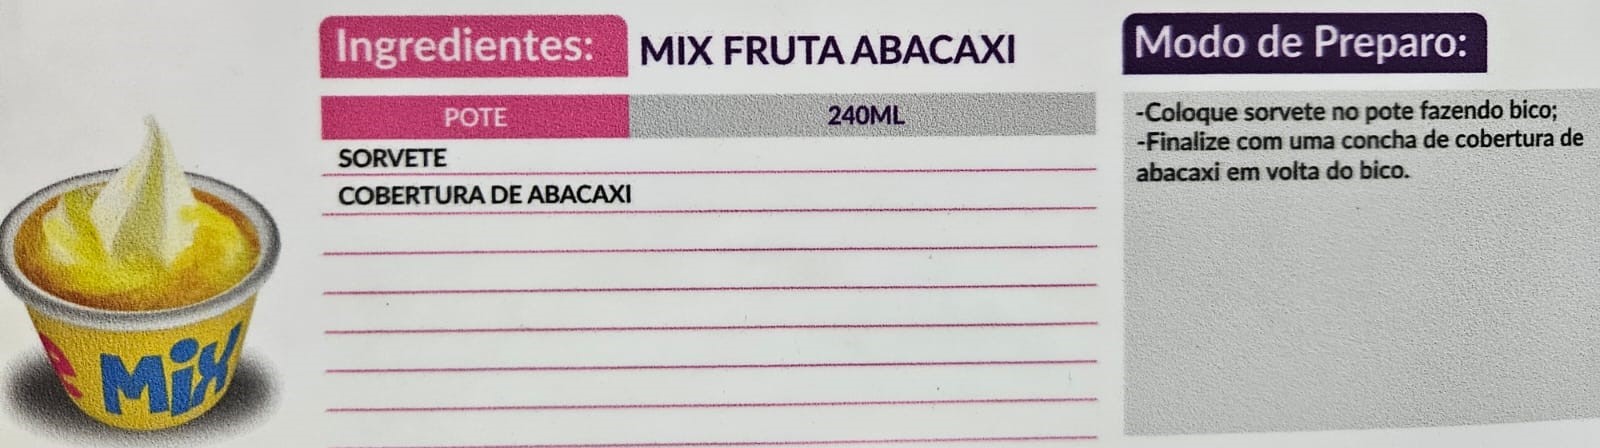 Ingredientes: MIX FRUTA ABACAXI
POTE 240ML
SORVETE
COBERTURA DE ABACAXI
Modo de Preparo:
-Coloque sorvete no pote fazendo bico;
-Finalize com uma concha de cobertura de
abacaxi em volta do bico.
MiX